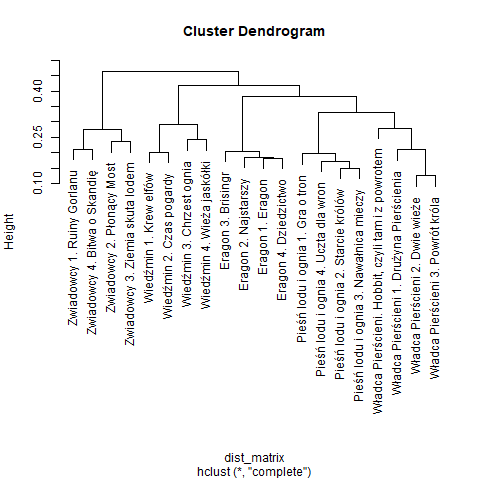 Cluster Dendrogram
Height
0.10
0.25
0.40
Zwiadowcy 1. Ruiny Gorlanu
Zwiadowcy 4. Bitwa o Skandię
Zwiadowcy 2. Płonący Most
Zwiadowcy 3. Ziemia skuta lodem
Wiedźmin 1. Krew elfów
Wiedźmin 2. Czas pogardy
Wiedźmin 3. Chrzest ognia
Wiedźmin 4. Wieża jaskółki
Eragon 3. Brisingr
Eragon 2. Najstarszy
Eragon 1. Eragon
Eragon 4. Dziedzictwo
Pieśń lodu i ognia 1. Gra o tron
Pieśń lodu i ognia 4. Uczta dla wron
Pieśń lodu i ognia 2. Starcie królów
Pieśń lodu i ognia 3. Nawałnica mieczy
Władca Pierścieni. Hobbit, czyli tam i z powrotem
Władca Pierścieni 1. Drużyna Pierścienia
Władca Pierścieni 2. Dwie wieże
Władca Pierścieni 3. Powrót króla
dist_matrix
hclust (*, "complete")